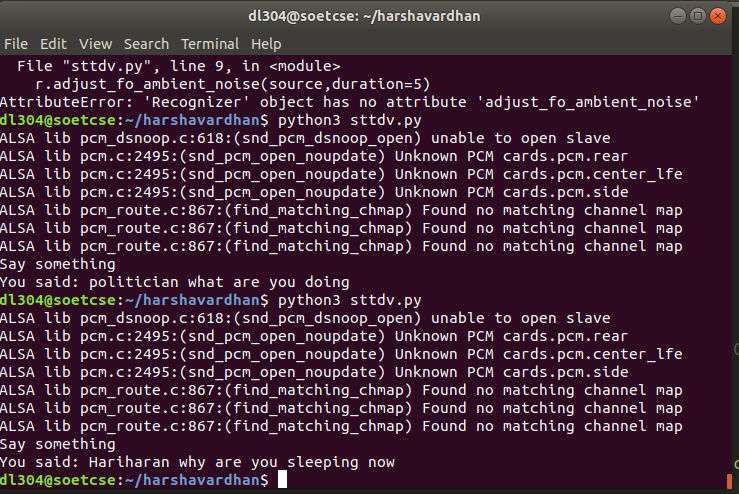 dl304@soetcse: ~/harshavardhan
File Edit View Search Terminal Help
File "sttdv.py", line 9, in <module>
r.adjust_fo_ambient_noise(source,duration=5)
AttributeError: 'Recognizer' object has no attribute 'adjust_fo_ambient_noise'
dl304@soetcse:~/harshavardhan$ python3 sttdv.py
ALSA lib pcm_dsnoop.c:618:(snd_pcm_dsnoop_open) unable to open slave
ALSA lib pcm.c:2495:(snd_pcm_open_noupdate) Unknown PCM cards.pcm.rear
ALSA lib pcm.c:2495:(snd_pcm_open_noupdate) Unknown PCM cards.pcm.center_lfe
ALSA lib pcm.c:2495:(snd_pcm_open_noupdate) Unknown PCM cards.pcm.side
ALSA lib pcm_route.c:867:(find_matching_chmap) Found no matching channel map
ALSA lib pcm_route.c:867:(find_matching_chmap) Found no matching channel map
ALSA lib pcm_route.c:867:(find_matching_chmap) Found no matching channel map
Say something
You said: politician what are you doing
dl304@soetcse:~/harshavardhan$ python3 sttdv.py
ALSA lib pcm_dsnoop.c:618:(snd_pcm_dsnoop_open) unable to open slave
ALSA lib pcm.c:2495:(snd_pcm_open_noupdate) Unknown PCM cards.pcm.rear
ALSA lib pcm.c:2495:(snd_pcm_open_noupdate) Unknown PCM cards.pcm.center_lfe
ALSA lib pcm.c:2495:(snd_pcm_open_noupdate) Unknown PCM cards.pcm.side
ALSA lib pcm_route.c:867:(find_matching_chmap) Found no matching channel map
ALSA lib pcm_route.c:867:(find_matching_chmap) Found no matching channel map
ALSA lib pcm_route.c:867:(find_matching_chmap) Found no matching channel map
Say something
You said: Hariharan why are you sleeping now
dl304@soetcse:~/harshavardhan$